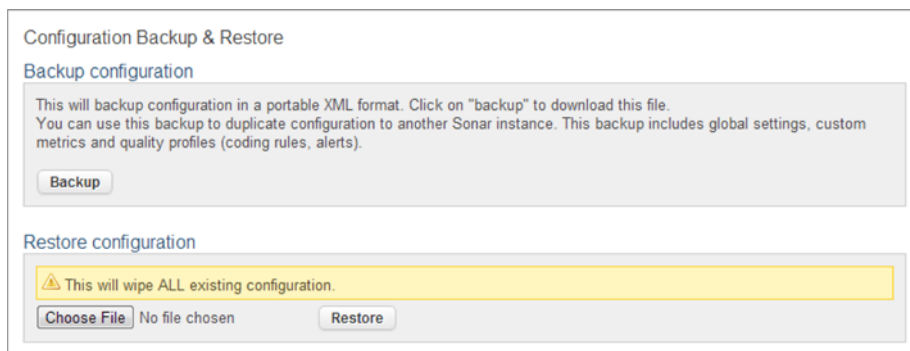 Configuration Backup & Restore
Backup configuration
This will backup configuration in a portable XML format. Click on "backup" to download this file.
You can use this backup to duplicate configuration to another Sonar instance. This backup includes global settings, custom
metrics and quality profiles (coding rules, alerts).
Backup
Restore configuration
This will wipe ALL existing configuration.
Choose File No file chosen Restore